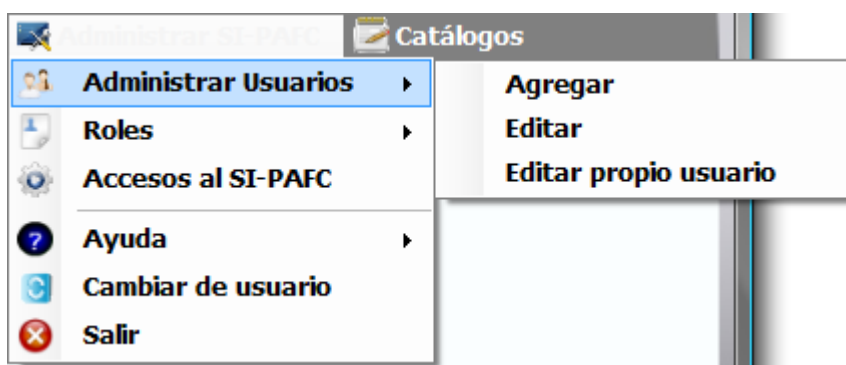 Administrar SI-PAFC Catálogos
Administrar Usuarios
Roles
Accesos al SI-PAFC
Ayuda
Cambiar de usuario
Salir
Agregar
Editar
Editar propio usuario